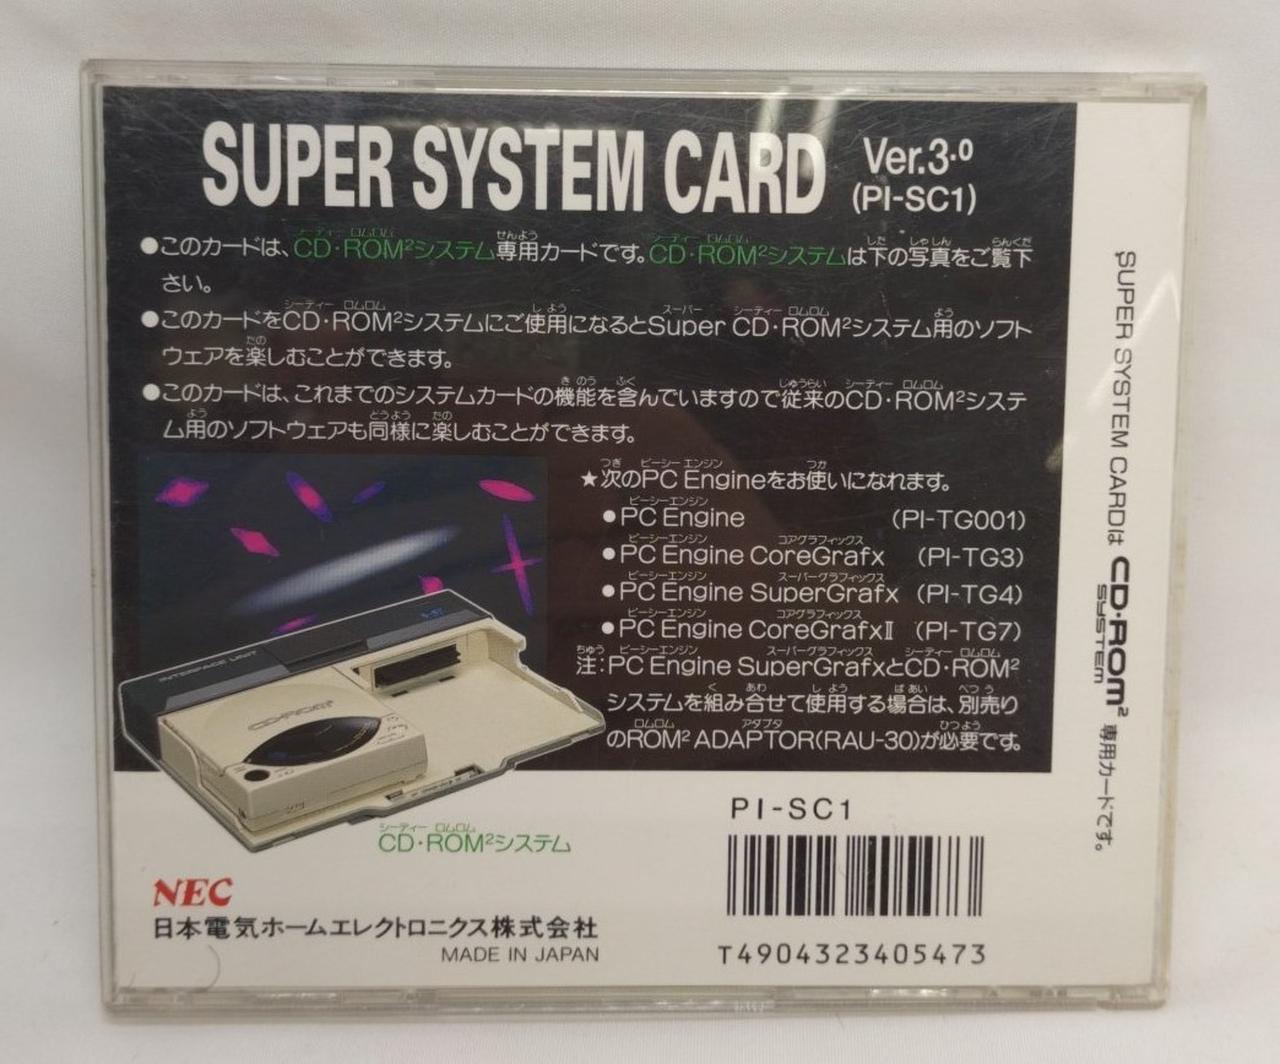 SUPER SYSTEM CARD Ver.3.0
(PI-SC1)
●このカードは、CD・ROM²システム専用カードです。CD・ROM²システムは下の写真をご覧下
さい。
●このカードをCD・ROM²システムにご使用になるとSuper CD・ROM²システム用のソフト
ウェアを楽しむことができます。
●このカードは、これまでのシステムカードの機能を含んでいますので従来のCD・ROM²システ
ム用のソフトウェアも同様に楽しむことができます。
★次のPC Engineをお使いになれます。
●PC Engine (PI-TG001)
●PC Engine CoreGrafx (PI-TG3)
●PC Engine SuperGrafx (PI-TG4)
●PC Engine CoreGrafxⅡ (PI-TG7)
注:PC Engine SuperGrafxとCD・ROM²
システムを組み合せて使用する場合は、別売り
のROM² ADAPTOR(RAU-30)が必要です。
INTERFACE UNIT
CD-ROM²
CD・ROM²システム
NEC
日本電気ホームエレクトロニクス株式会社
MADE IN JAPAN
PI-SC1
T4904323405473
SUPER SYSTEM CARDは CD・ROM² SYSTEM 専用カードです。